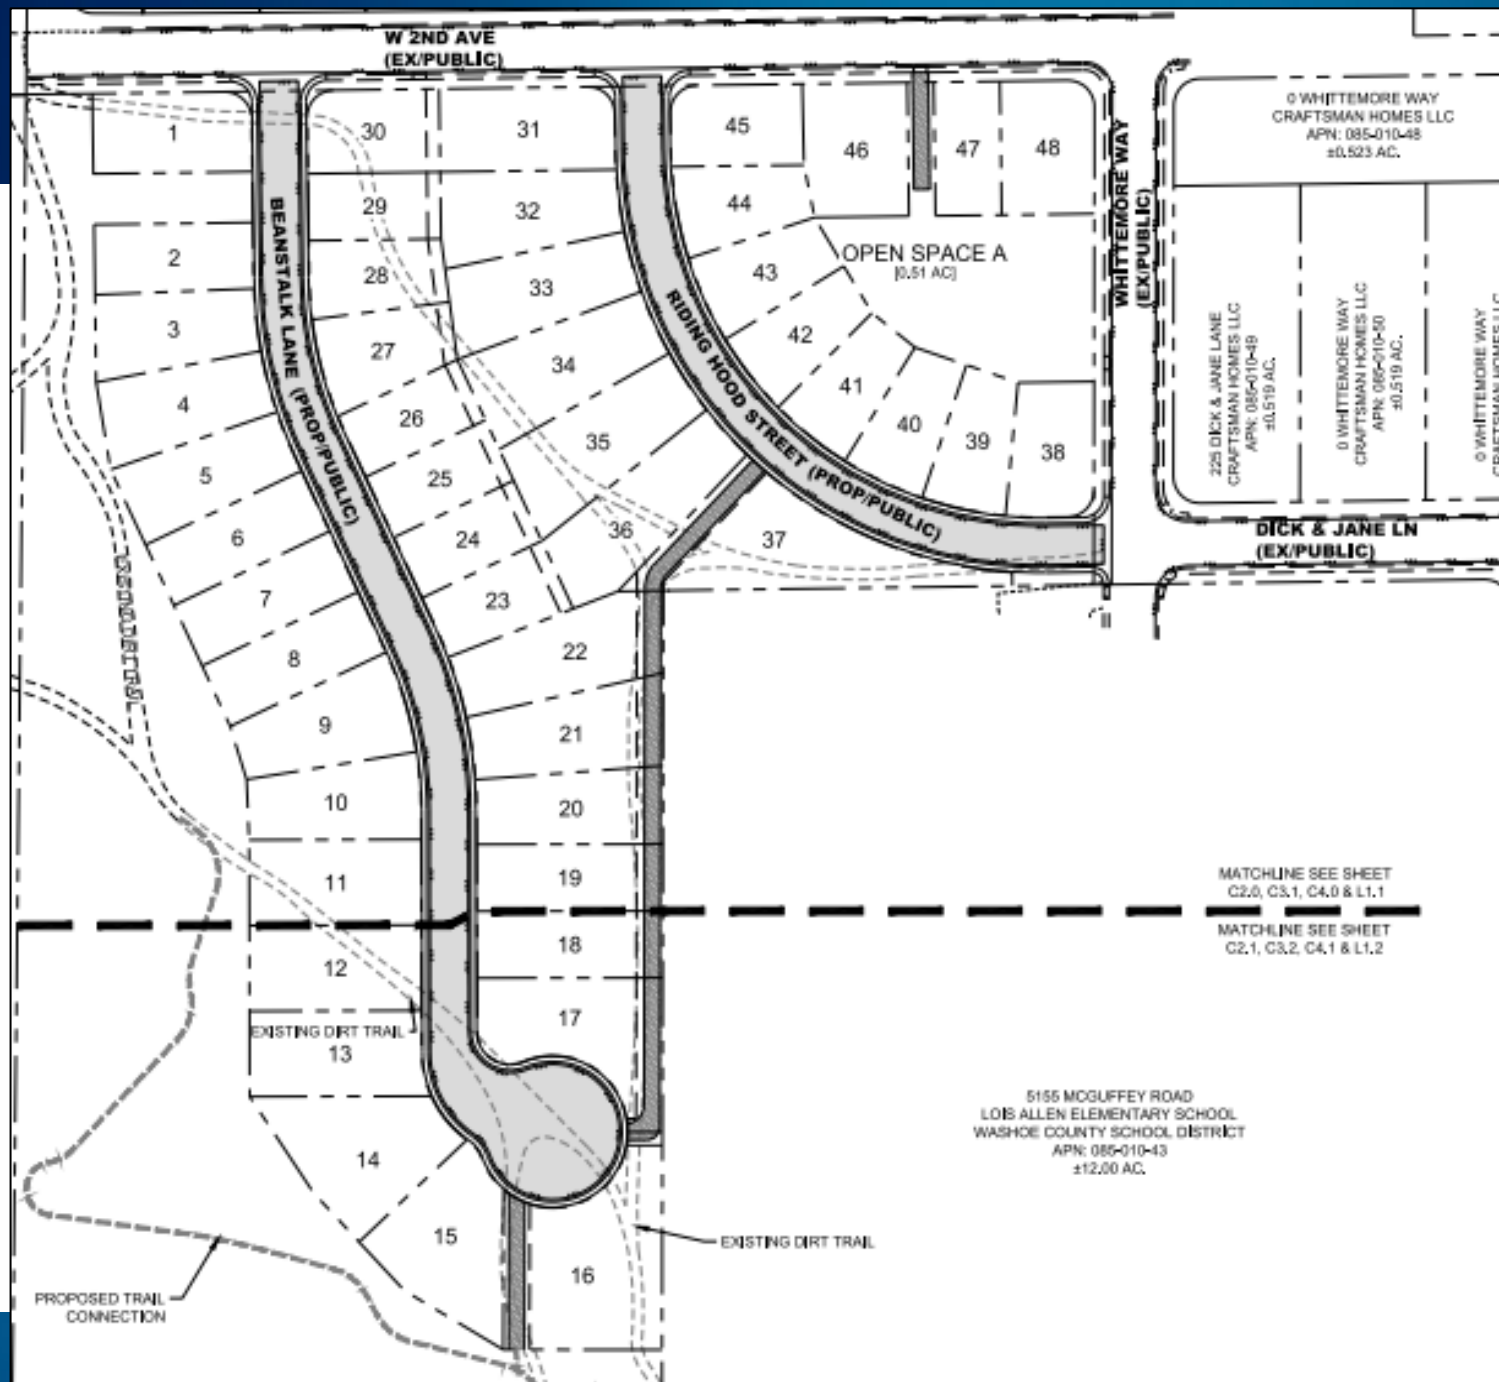 W 2ND AVE
(EX/PUBLIC)
1
30
31
45
46
47
48
0 WHITTEMORE WAY
CRAFTSMAN HOMES LLC
APN: 085-010-48
±0.523 AC.
WHITTEMORE WAY
(EX/PUBLIC)
29
32
44
2
28
33
43
OPEN SPACE A
[0.51 AC]
BEANSTALK LANE (PROP/PUBLIC)
RIDING HOOD STREET (PROP/PUBLIC)
3
27
34
42
4
26
35
41
40
39
38
225 DICK & JANE LANE
CRAFTSMAN HOMES LLC
APN: 085-010-49
±0.519 AC.
0 WHITTEMORE WAY
CRAFTSMAN HOMES LLC
APN: 085-010-50
±0.519 AC.
0 WHITTEMORE WAY
CRAFTSMAN HOMES LLC
5
25
6
24
36
37
DICK & JANE LN
(EX/PUBLIC)
7
23
8
22
9
21
10
20
11
19
MATCHLINE SEE SHEET
C2.0, C3.1, C4.0 & L1.1
MATCHLINE SEE SHEET
C2.1, C3.2, C4.1 & L1.2
12
18
EXISTING DIRT TRAIL
17
13
5155 MCGUFFEY ROAD
LOIS ALLEN ELEMENTARY SCHOOL
WASHOE COUNTY SCHOOL DISTRICT
APN: 085-010-43
±12.00 AC.
14
15
EXISTING DIRT TRAIL
16
PROPOSED TRAIL
CONNECTION